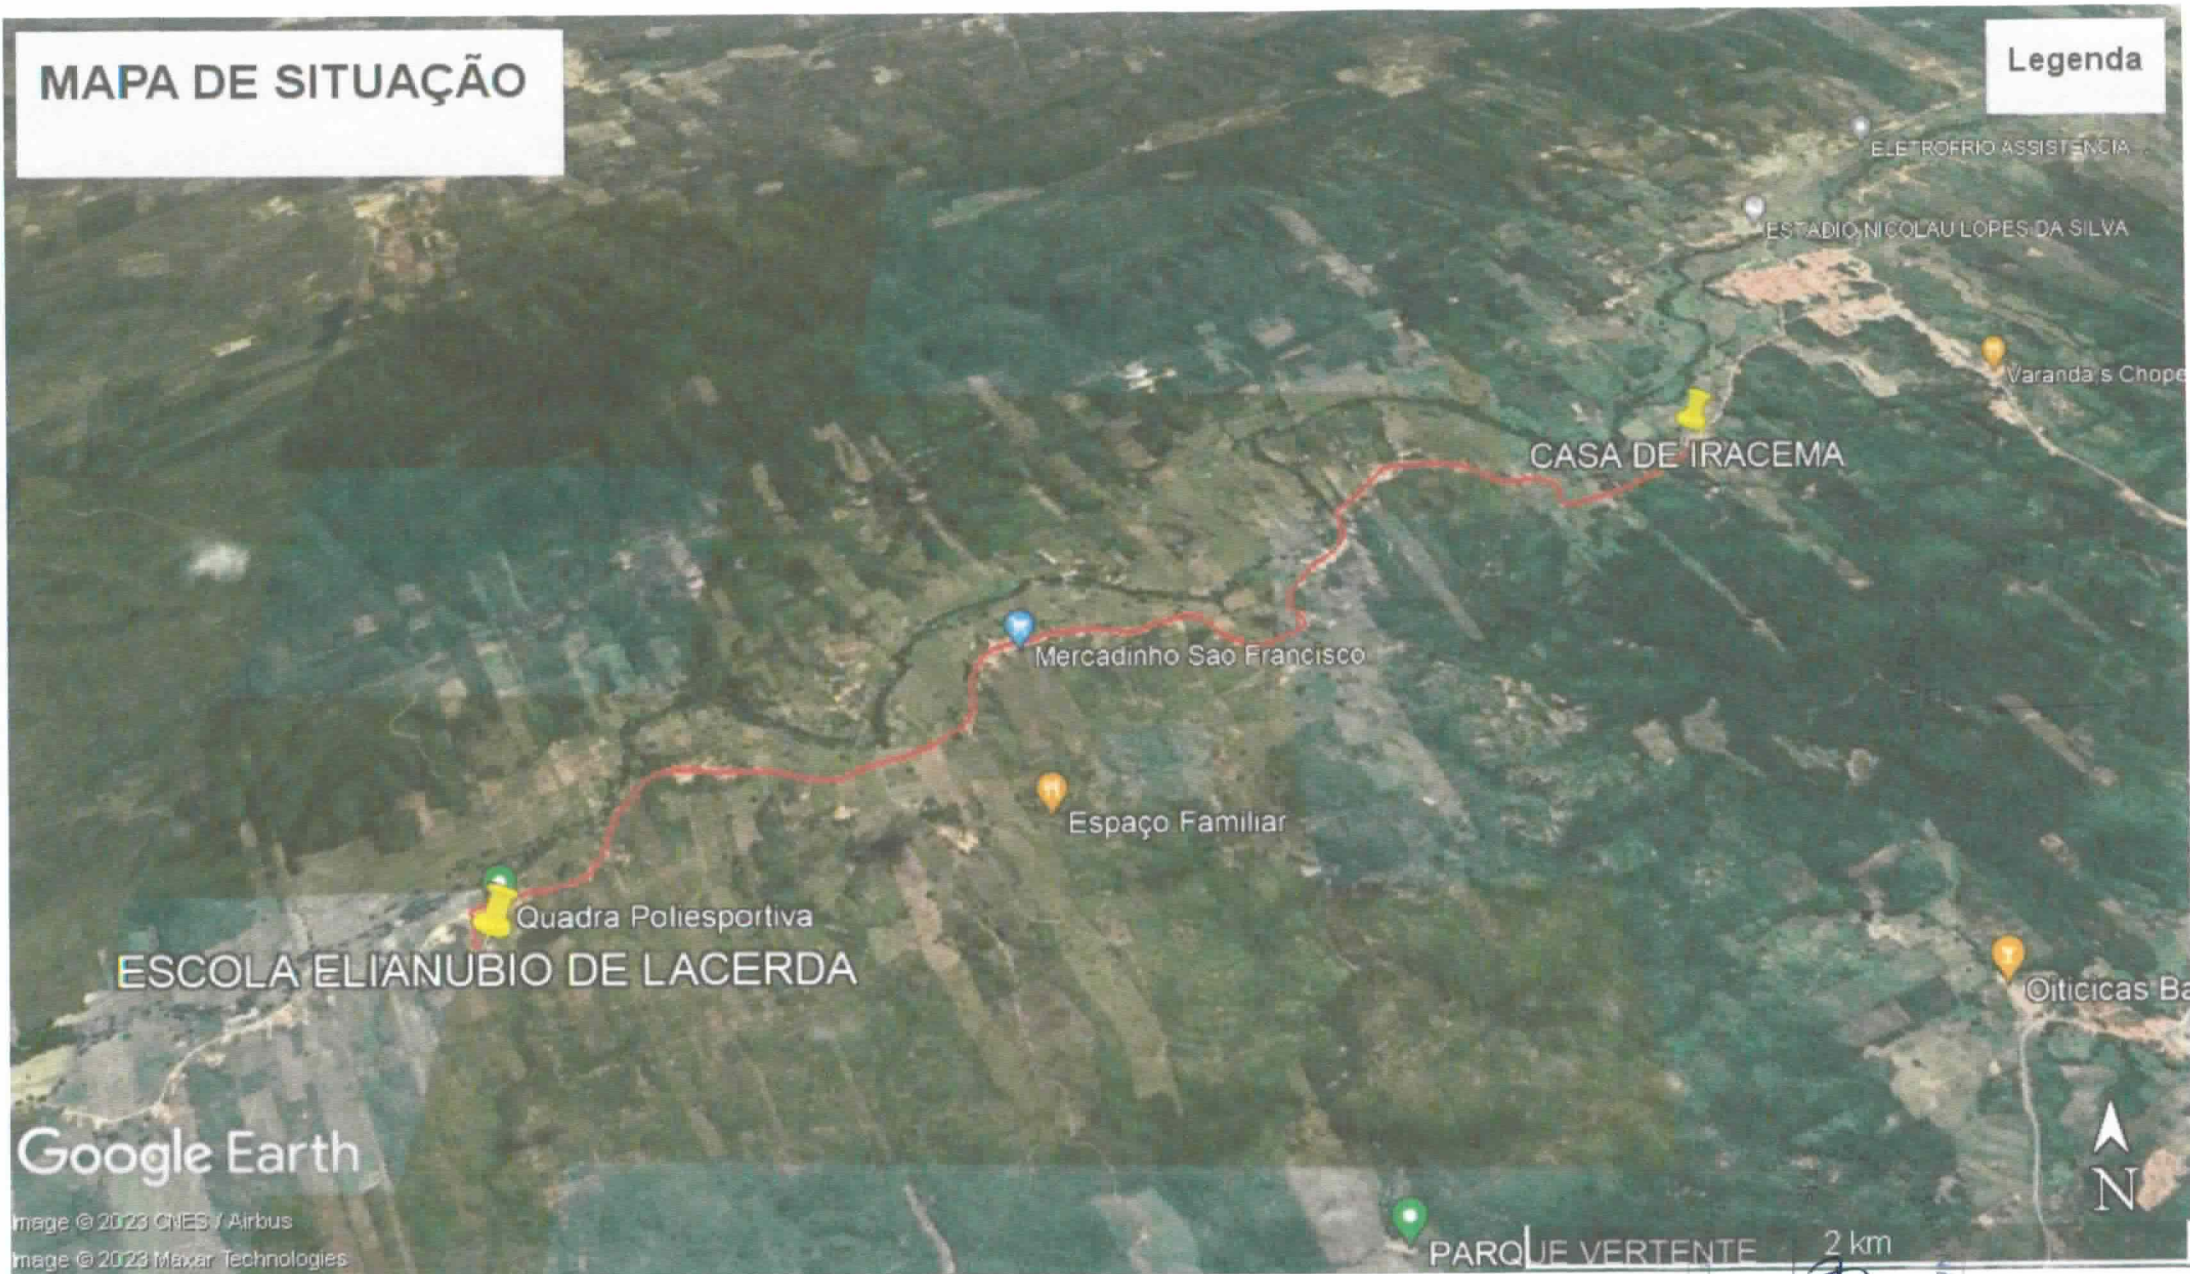 MAPA DE SITUAÇÃO
Legenda
ELETROFRIO ASSISTENCIA...
ESTADIO NICOLAU LOPES DA SILVA
Varanda,s Chope
CASA DE IRACEMA
Mercadinho Sao Francisco
Espaço Familiar
Quadra Poliesportiva
ESCOLA ELIANUBIO DE LACERDA
Oiticicas Ba
Google Earth
N
Image © 2023 CNES / Airbus
Image © 2023 Maxar Technologies
PARQUE VERTENTE
2 km